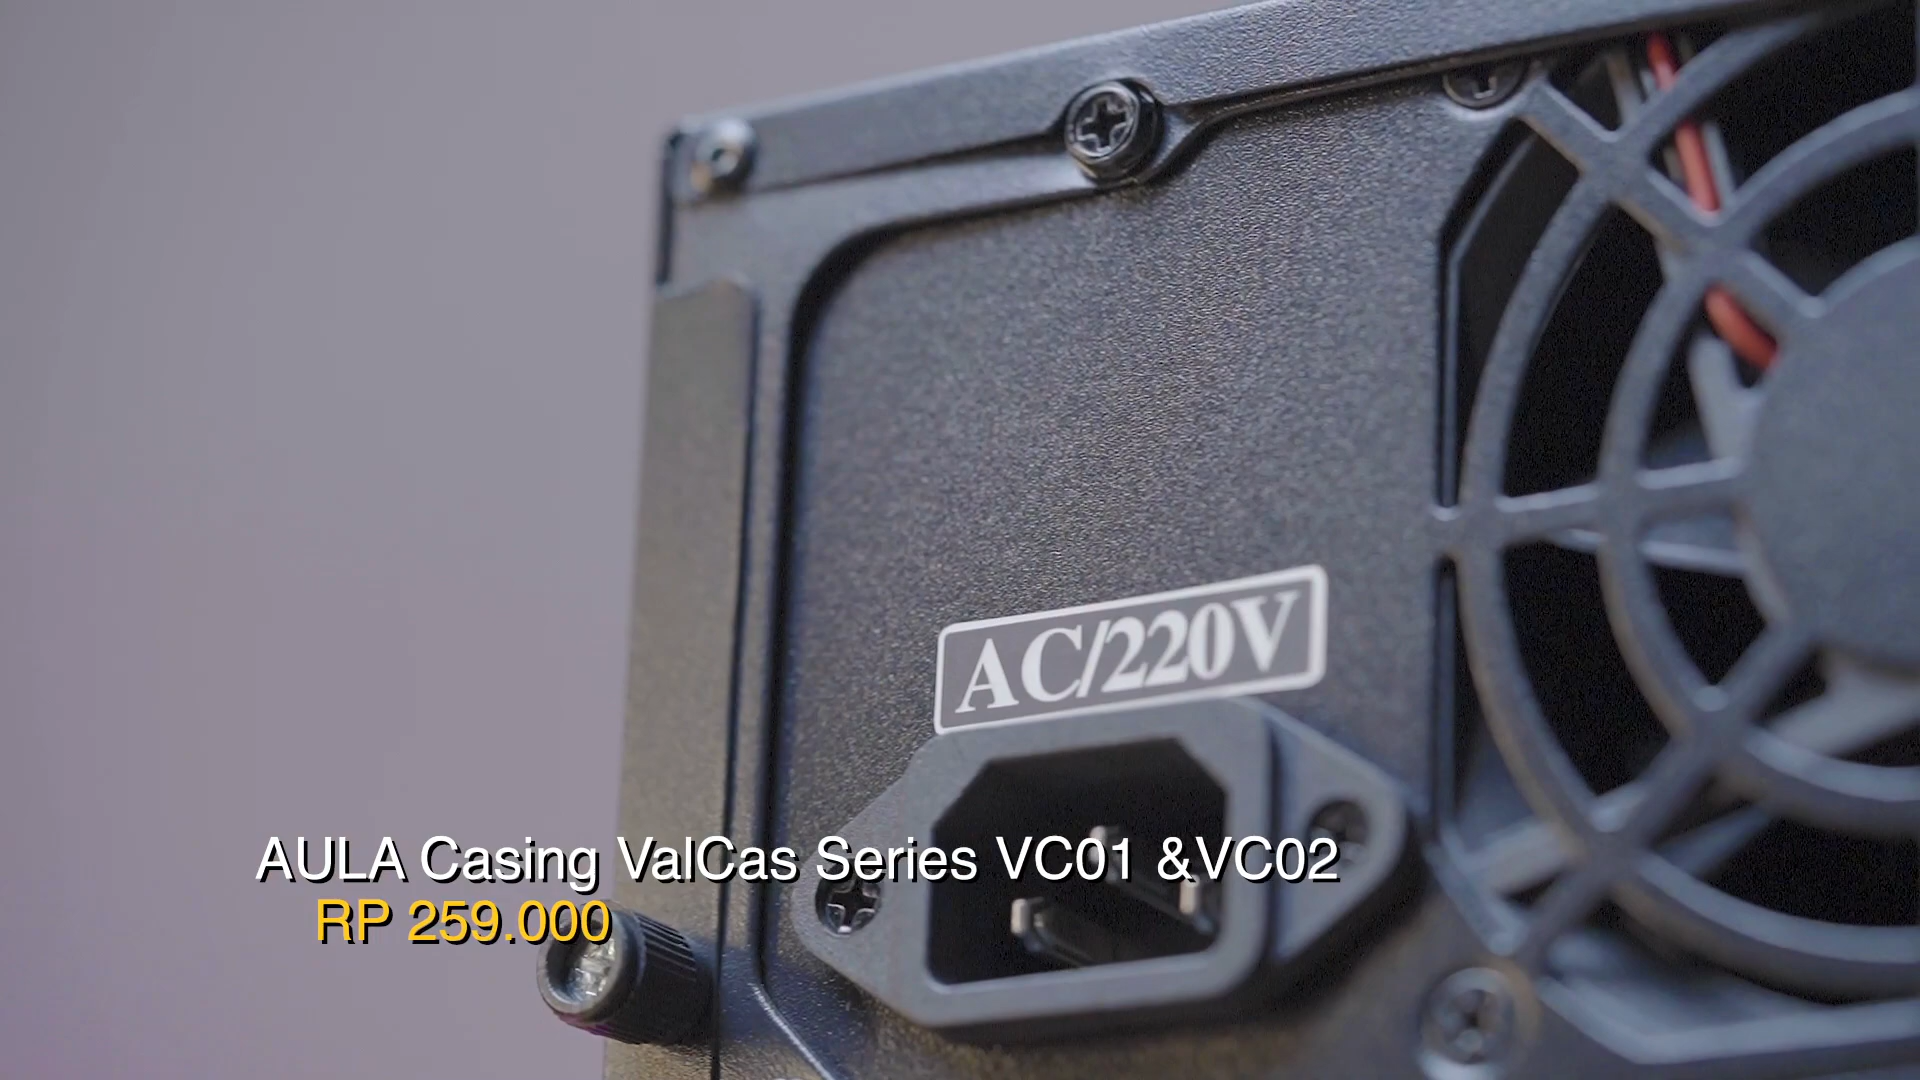 AC/220V
AULA Casing ValCas Series VC01 &VC02
RP 259.000